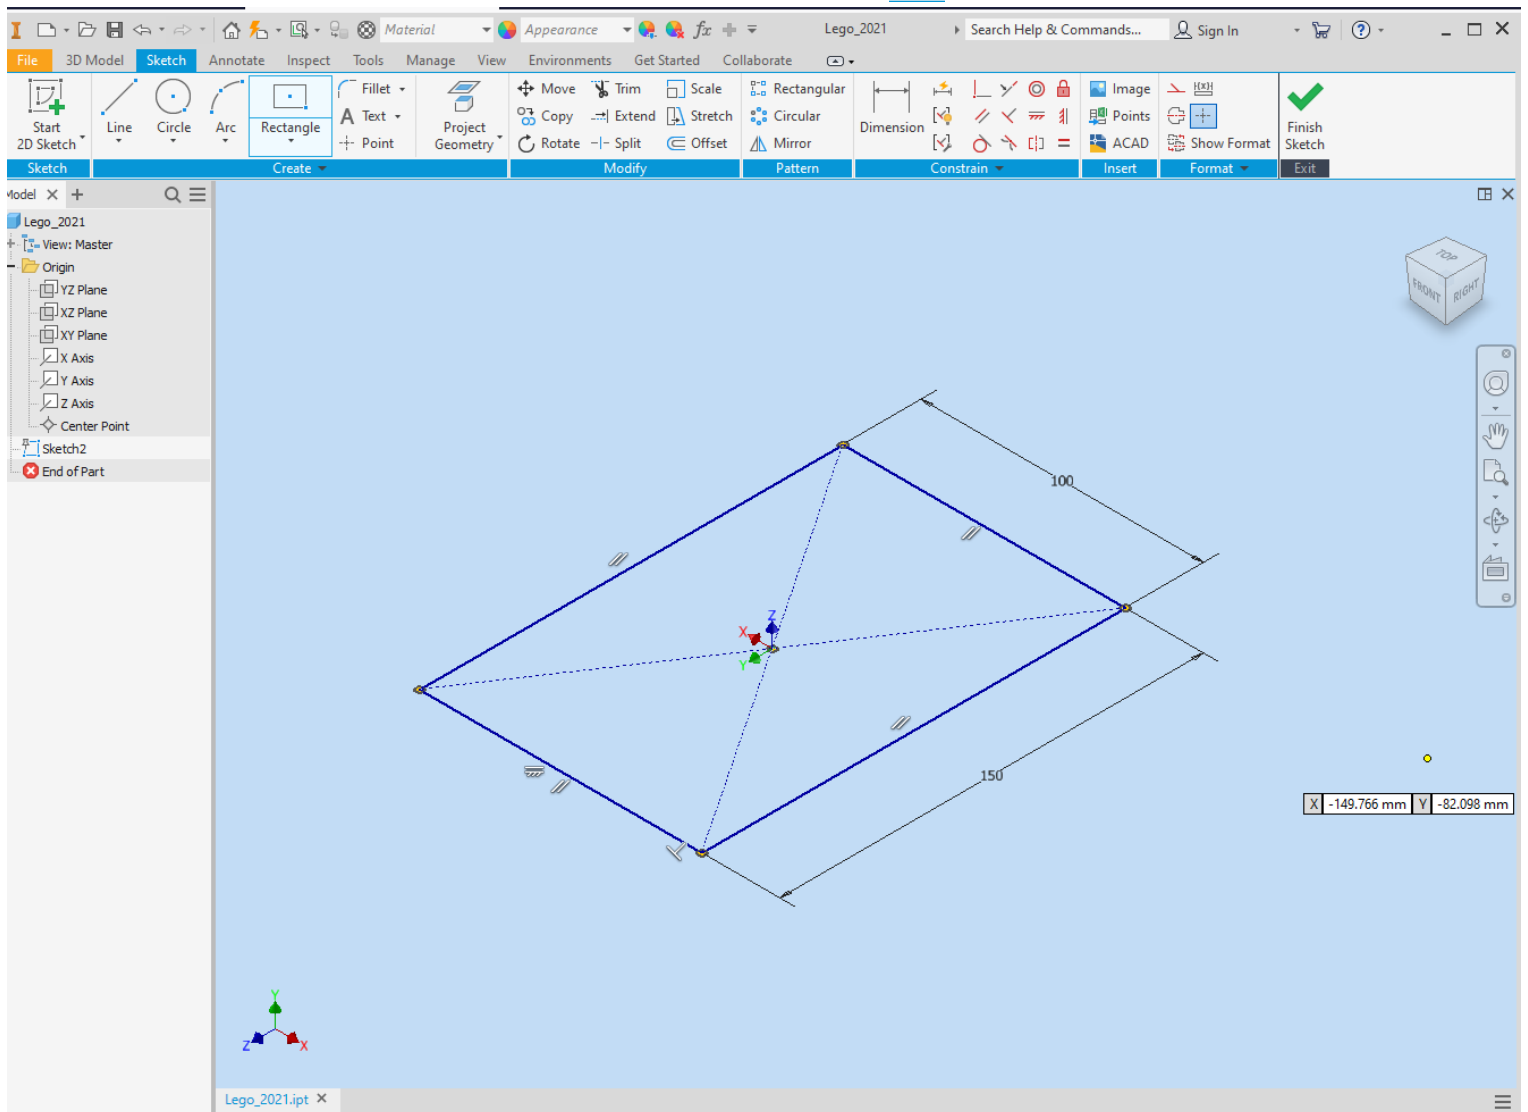 Material Appearance fx Lego_2021 Search Help & Commands... Sign In
File 3D Model Sketch Annotate Inspect Tools Manage View Environments Get Started Collaborate
Start 2D Sketch Line Circle Arc Rectangle Fillet Text Point Project Geometry
Move Trim Scale
Copy Extend Stretch
Rotate Split Offset
Rectangular
Circular
Mirror
Dimension
Image
Points
ACAD
Show Format
Finish Sketch
Sketch Create Modify Pattern Constrain Insert Format Exit
Model
Lego_2021
View: Master
Origin
YZ Plane
XZ Plane
XY Plane
X Axis
Y Axis
Z Axis
Center Point
Sketch2
End of Part
TOP
FRONT RIGHT
100
Z
X
Y
150
X -149.766 mm Y -82.098 mm
Y
Z X
Lego_2021.ipt